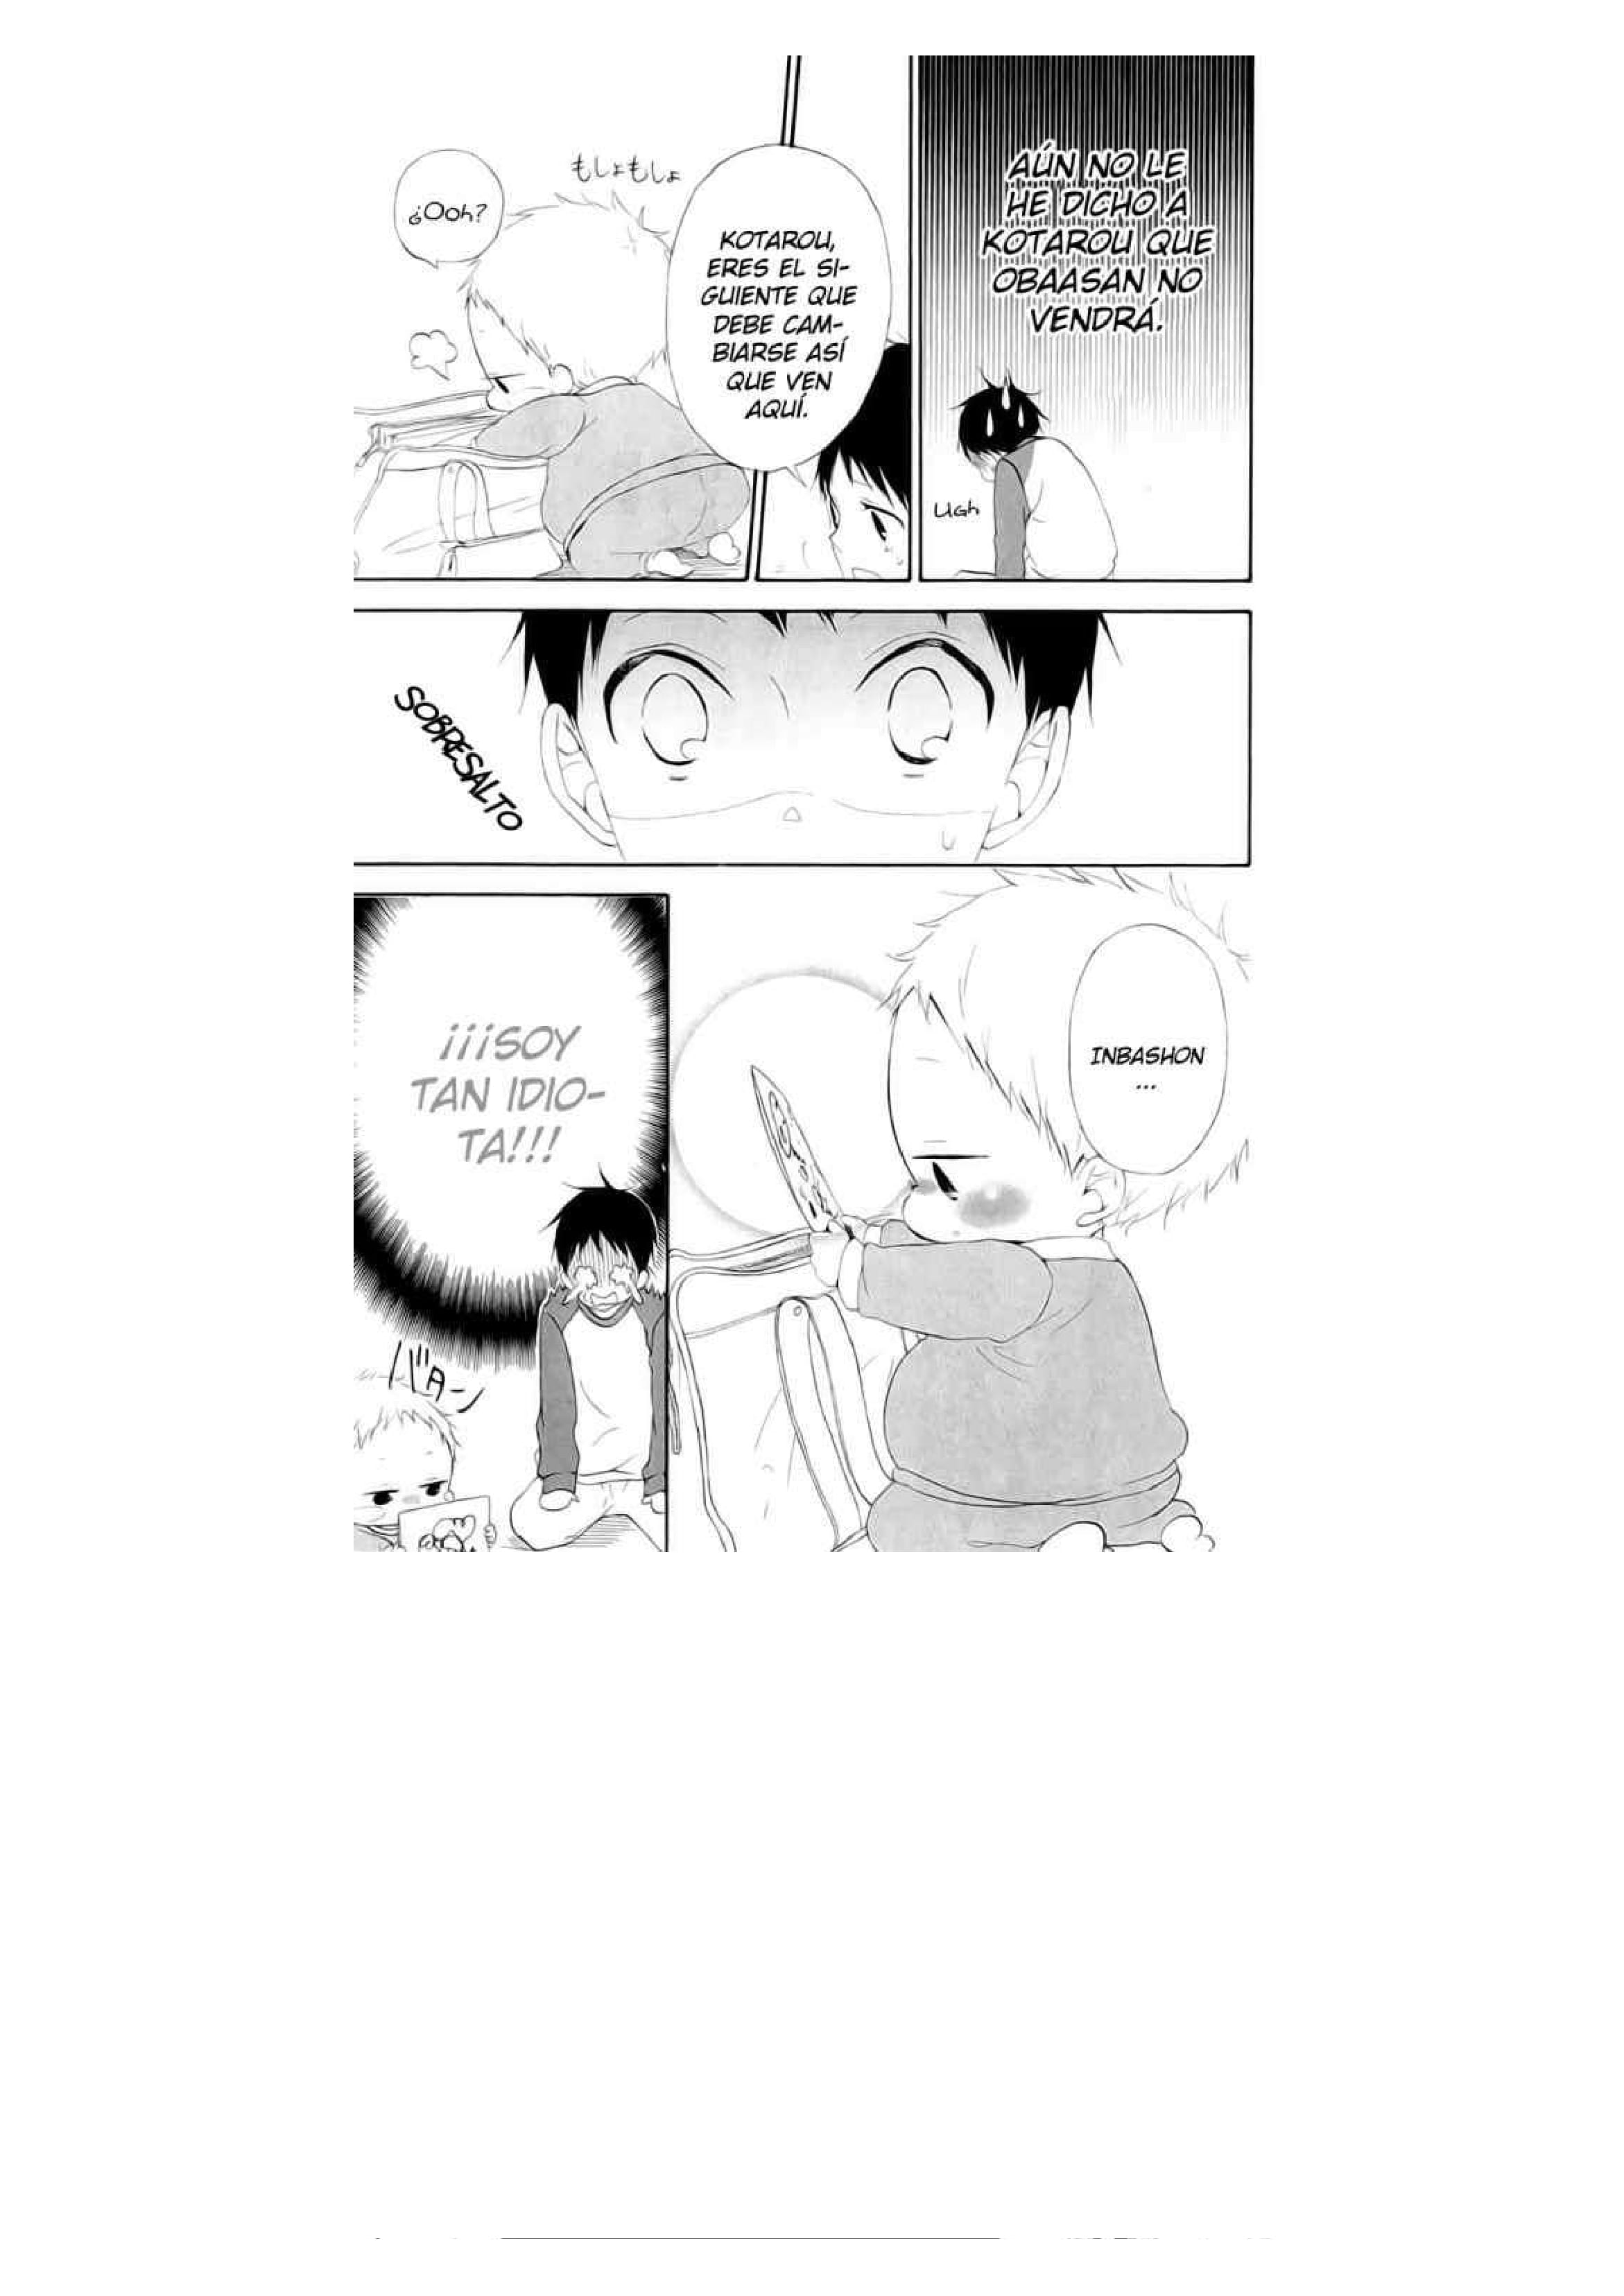 AÚN NO LE
HE DICHO A
KOTAROU QUE
OBAASAN NO
VENDRÁ.
UGh
KOTAROU,
ERES EL SI-
GUIENTE QUE
DEBE CAM-
BIARSE ASÍ
QUE VEN
AQUÍ.
もしょもしょ
¿Ooh?
SOBRESALTO
INBASHON
...
¡¡¡SOY
TAN IDIO-
TA!!!
バターン